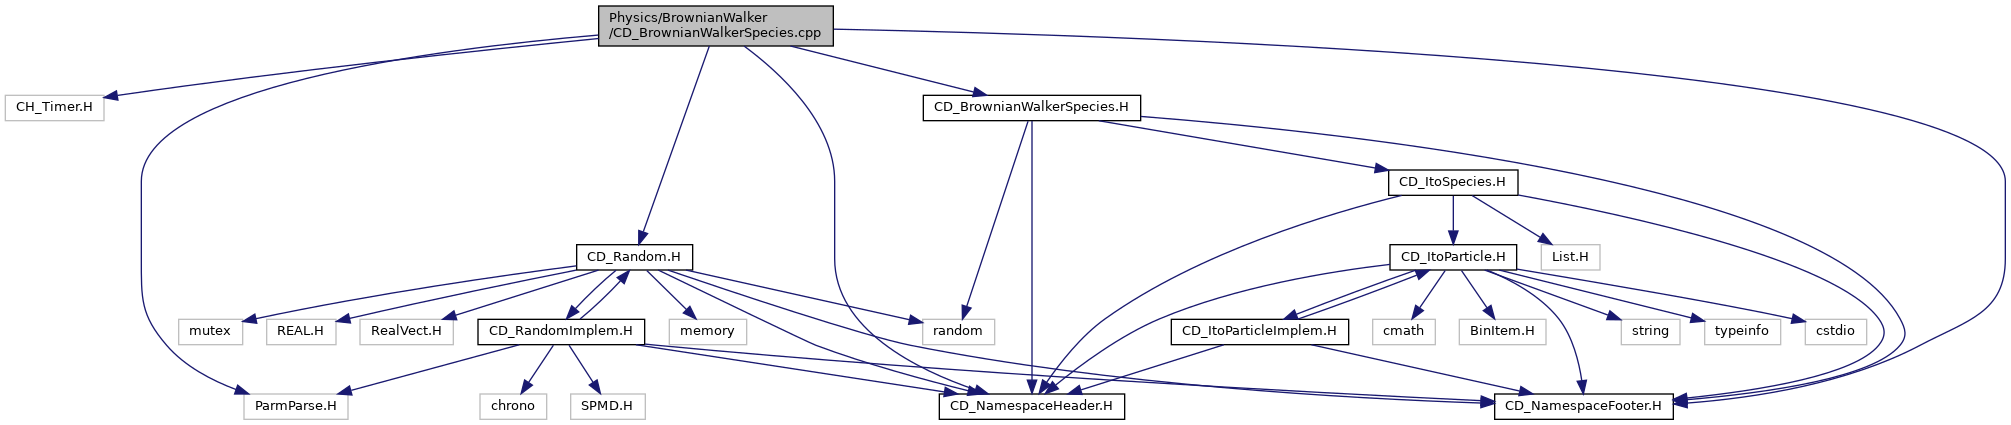 Physics/BrownianWalker
/CD_BrownianWalkerSpecies.cpp
CH_Timer.H
CD_BrownianWalkerSpecies.H
CD_ItoSpecies.H
CD_Random.H
CD_ItoParticle.H
List.H
mutex
REAL.H
RealVect.H
CD_RandomImplem.H
memory
random
CD_ItoParticleImplem.H
cmath
BinItem.H
string
typeinfo
cstdio
ParmParse.H
chrono
SPMD.H
CD_NamespaceHeader.H
CD_NamespaceFooter.H